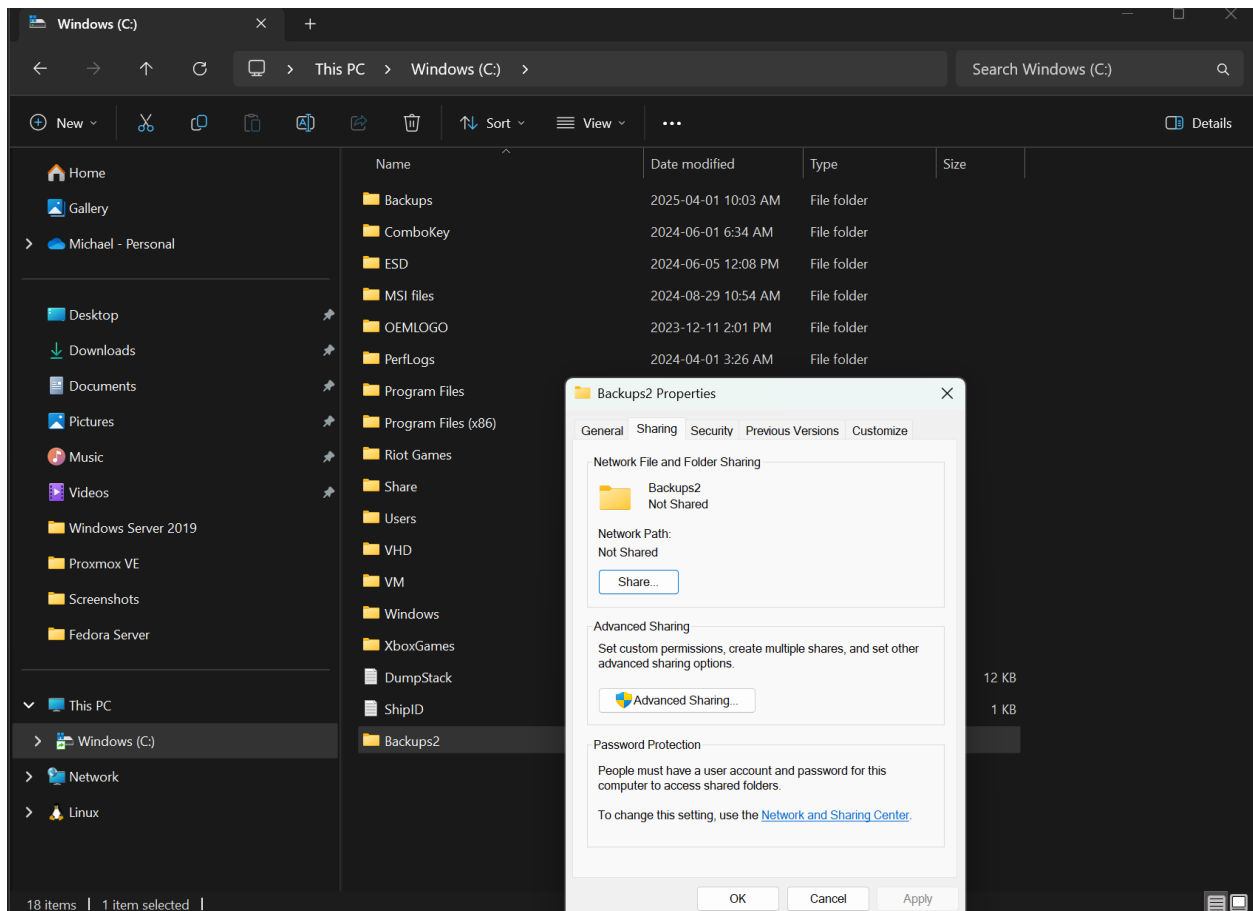 Windows (C:)
This PC > Windows (C:) >
Search Windows (C:)
New
Sort
View
Details
Name
Date modified
Type
Size
Home
Gallery
Michael - Personal
Desktop
Downloads
Documents
Pictures
Music
Videos
Windows Server 2019
Proxmox VE
Screenshots
Fedora Server
This PC
Windows (C:)
Network
Linux
Backups 2025-04-01 10:03 AM File folder
ComboKey 2024-06-01 6:34 AM File folder
ESD 2024-06-05 12:08 PM File folder
MSI files 2024-08-29 10:54 AM File folder
OEMLOGO 2023-12-11 2:01 PM File folder
PerfLogs 2024-04-01 3:26 AM File folder
Program Files
Program Files (x86)
Riot Games
Share
Users
VHD
VM
Windows
XboxGames
DumpStack 12 KB
ShipID 1 KB
Backups2
Backups2 Properties
General Sharing Security Previous Versions Customize
Network File and Folder Sharing
Backups2
Not Shared
Network Path:
Not Shared
Share...
Advanced Sharing
Set custom permissions, create multiple shares, and set other
advanced sharing options.
Advanced Sharing...
Password Protection
People must have a user account and password for this
computer to access shared folders.
To change this setting, use the Network and Sharing Center.
OK Cancel Apply
18 items | 1 item selected |